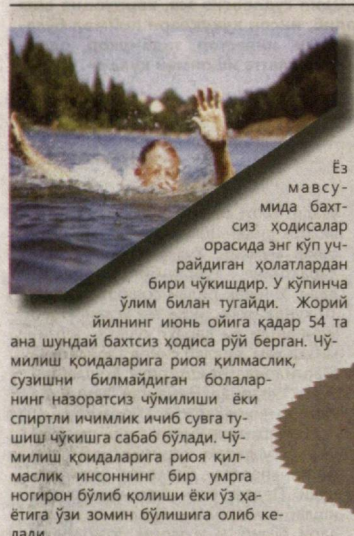 Ёз
мавсу-
мида бахт-
сиз ҳодисалар
орасида энг кўп уч-
райдиган ҳолатлардан
бири чўкишдир. У кўпинча
ўлим билан тугайди. Жорий
йилнинг июнь ойига қадар 54 та
ана шундай бахтсиз ҳодиса рўй берган. Чў-
милиш қоидаларига риоя қилмаслик,
сузишни билмайдиган болалар-
нинг назоратсиз чўмилиши ёки
спиртли ичимлик ичиб сувга ту-
шиш чўкишга сабаб бўлади. Чў-
милиш қоидаларига риоя қил-
маслик инсоннинг бир умрга
ногирон бўлиб қолиши ёки ўз ҳа-
ётига ўзи зомин бўлишига олиб ке-
лади.